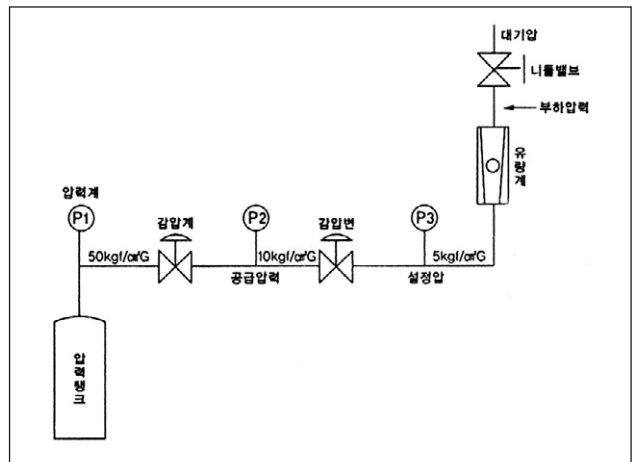 대기압
니들밸브
부하압력
유량계
압력계
P1
감압계
P2
감압변
P3
50kgf/㎠G
10kgf/㎠G
5kgf/㎠G
공급압력
설정압
압력탱크